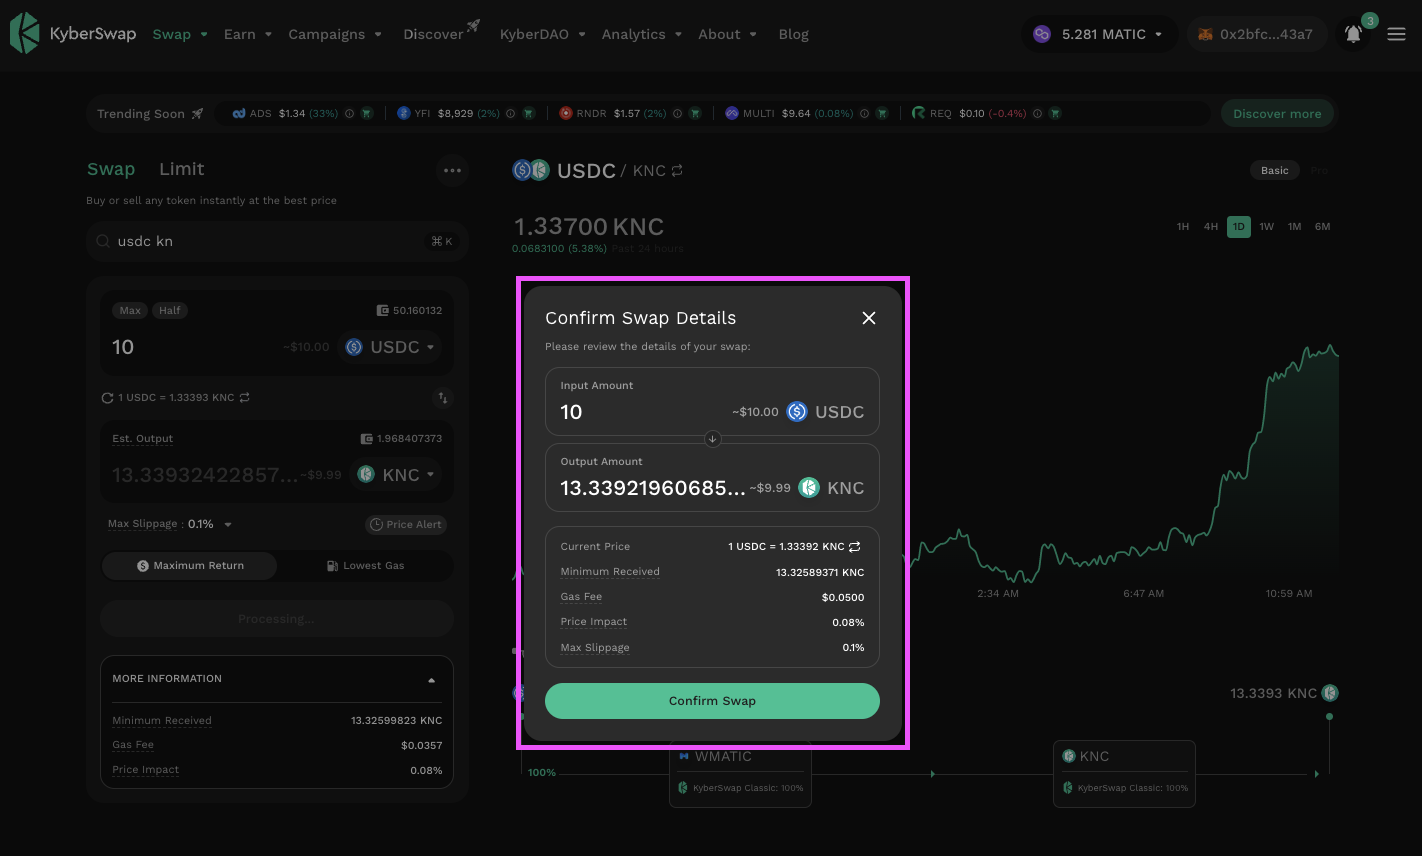 KyberSwap Swap Earn Campaigns Discover KyberDAO Analytics About Blog 5.281 MATIC 0x2bfc...43a7 3
Trending Soon ADS $1.34 (33%) YFI $8,929 (2%) RNDR $1.57 (2%) MULTI $9.64 (0.08%) REQ $0.10 (-0.4%) Discover more
Swap Limit
Buy or sell any token instantly at the best price
usdc kn ⌘ K
Max Half 50.160132
10 ~$10.00 USDC
1 USDC = 1.33393 KNC
Est. Output 1.968407373
13.33932422857... ~$9.99 KNC
Max Slippage : 0.1% Price Alert
Maximum Return Lowest Gas
Processing...
MORE INFORMATION
Minimum Received 13.32599823 KNC
Gas Fee $0.0357
Price Impact 0.08%
USDC / KNC Basic Pro
1.33700 KNC
0.0683100 (5.38%) Past 24 hours
1H 4H 1D 1W 1M 6M
Confirm Swap Details
Please review the details of your swap:
Input Amount
10 ~$10.00 USDC
Output Amount
13.33921960685... ~$9.99 KNC
Current Price 1 USDC = 1.33392 KNC
Minimum Received 13.32589371 KNC
Gas Fee $0.0500
Price Impact 0.08%
Max Slippage 0.1%
Confirm Swap
2:34 AM 6:47 AM 10:59 AM
13.3393 KNC
100%
WMATIC
KyberSwap Classic: 100%
KNC
KyberSwap Classic: 100%